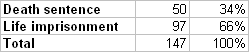 Death sentence 50 34%
Life imprisonment 97 66%
Total 147 100%